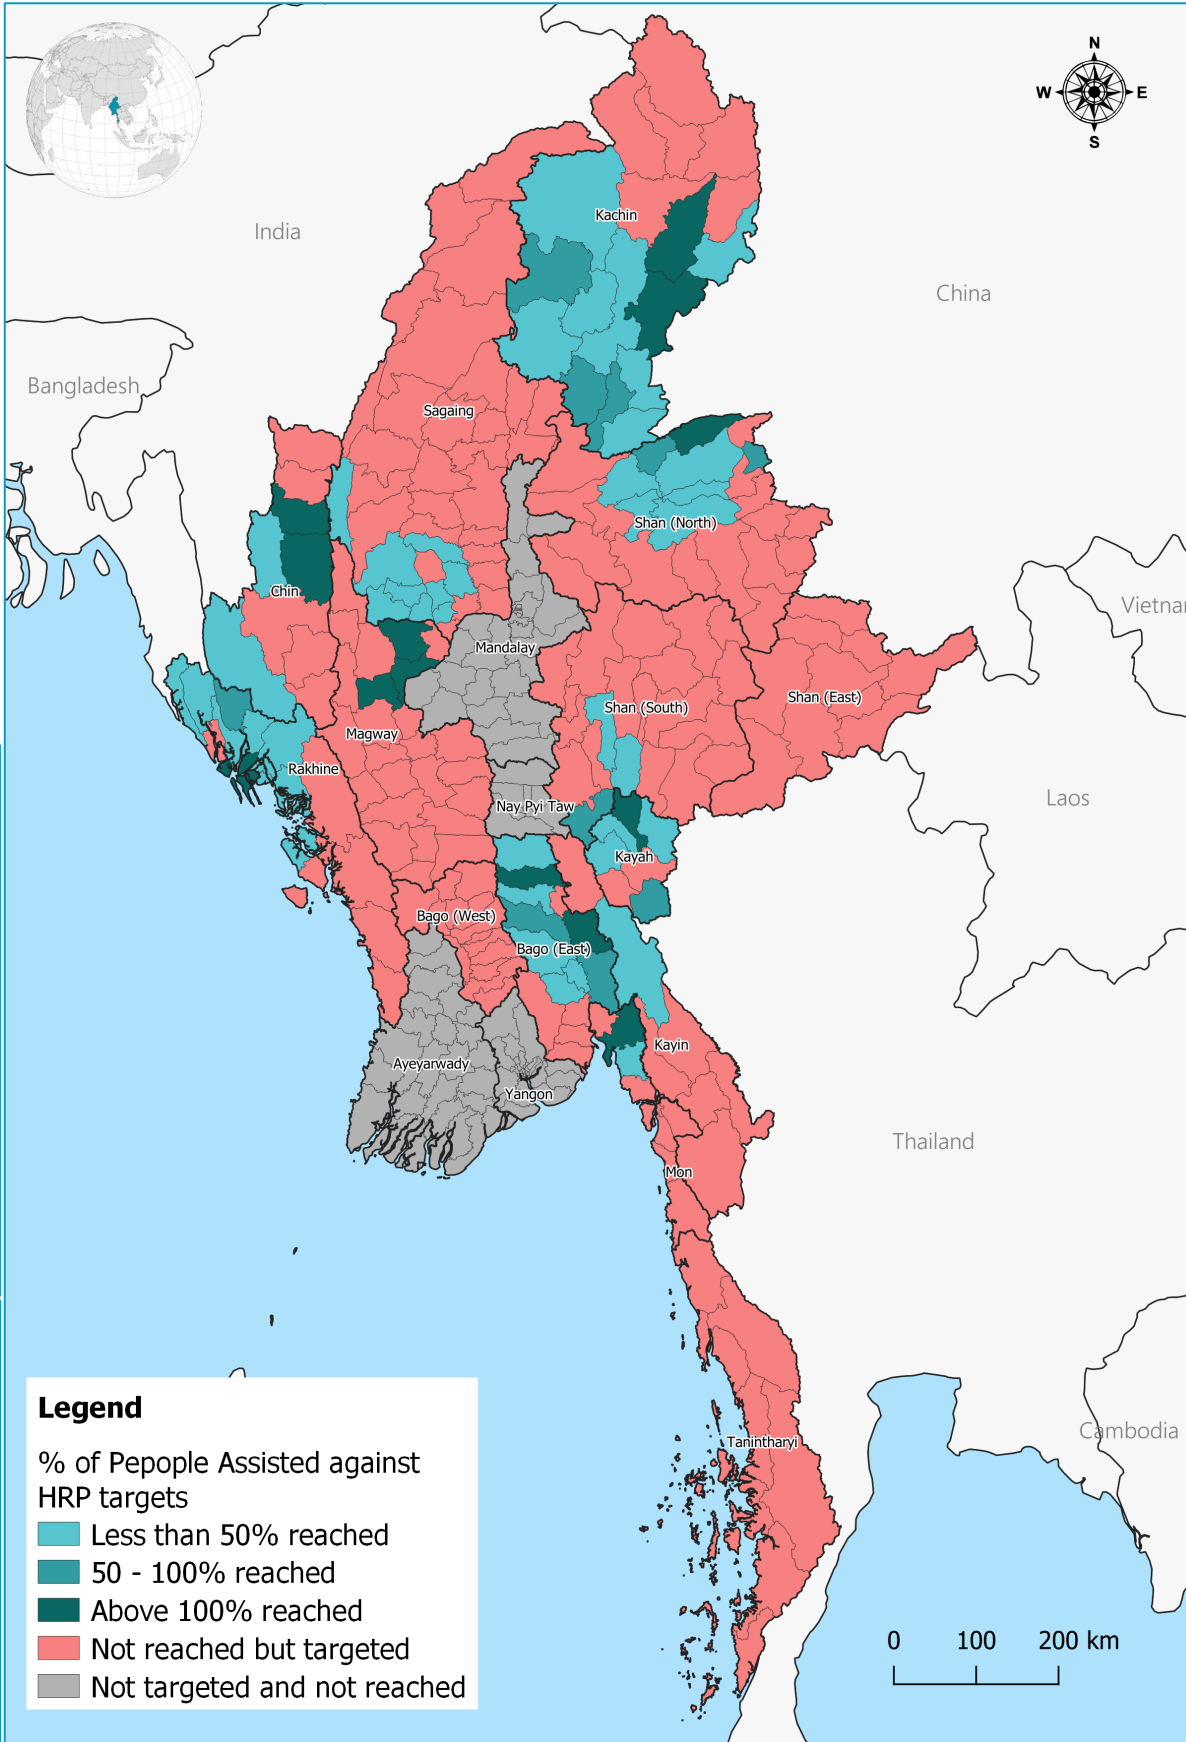 N
W
E
S
India
China
Bangladesh
Kachin
Sagaing
Shan (North)
Chin
Vietnar
Mandalay
Shan (East)
Shan (South)
Magway
Rakhine
Laos
Nay Pyi Taw
Kayah
Bago (West)
Bago (East)
Kayin
Ayeyarwady
Yangon
Thailand
Mon
Cambodia
Tanintharyi
Legend
% of Pepople Assisted against
HRP targets
Less than 50% reached
50 - 100% reached
Above 100% reached
Not reached but targeted
Not targeted and not reached
0 100 200 km